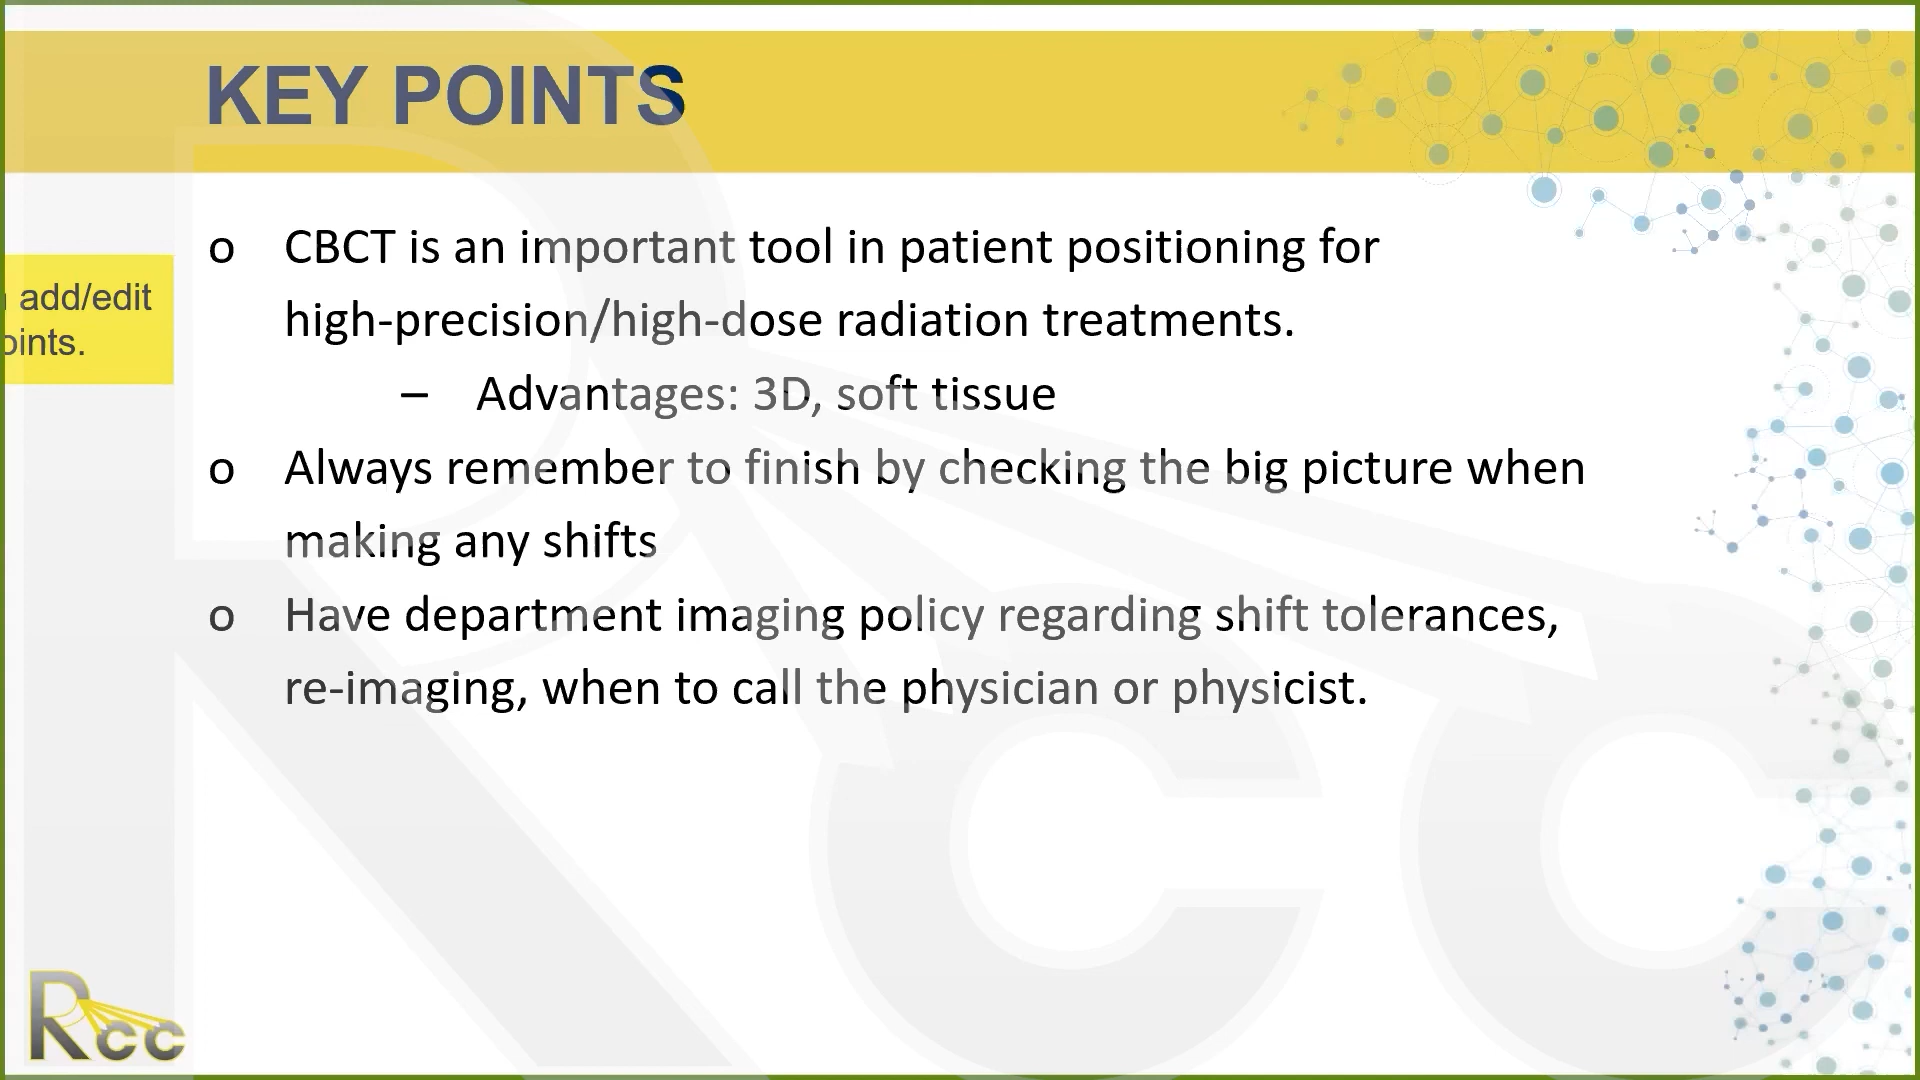 KEY POINTS
o CBCT is an important tool in patient positioning for
high-precision/high-dose radiation treatments.
– Advantages: 3D, soft tissue
o Always remember to finish by checking the big picture when
making any shifts
o Have department imaging policy regarding shift tolerances,
re-imaging, when to call the physician or physicist.
add/edit
Rcc
Rcc